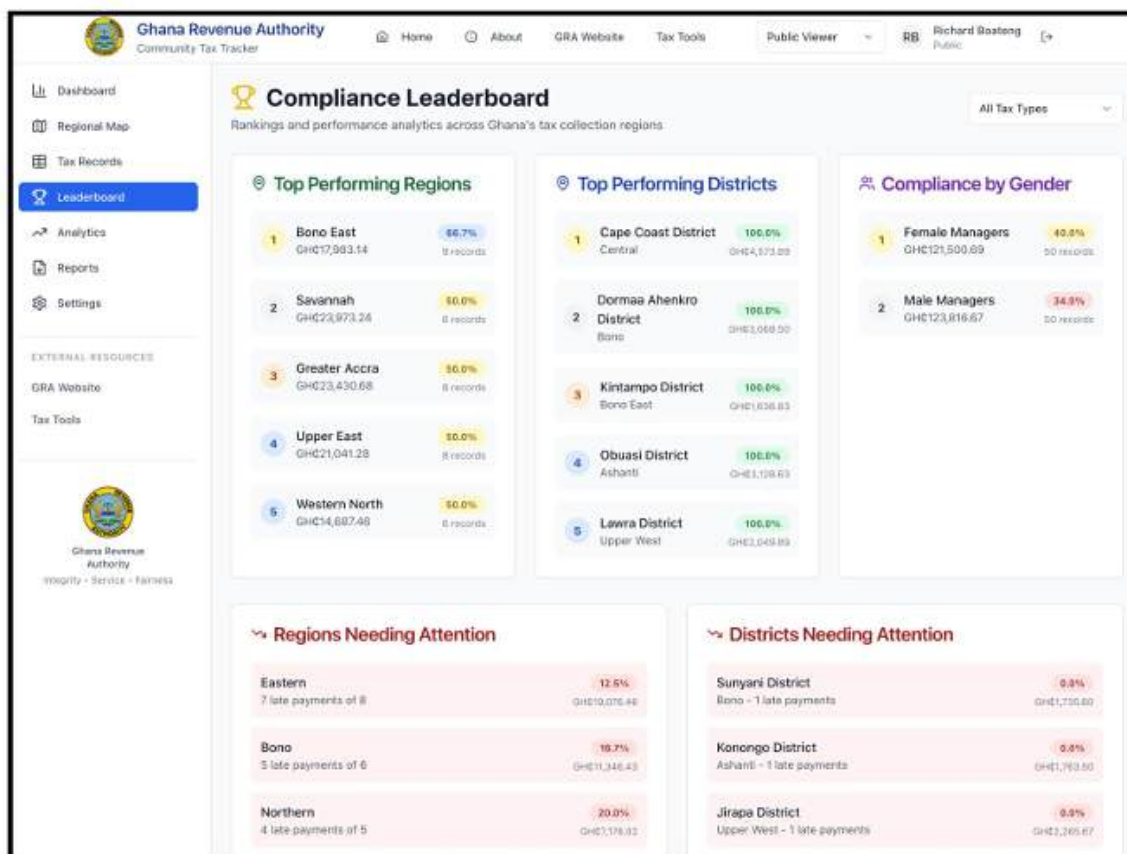 Ghana Revenue Authority
Community Tax Tracker
Home
About
GRA Website
Tax Tools
Public Viewer
RB
Richard Boateng
Public
Dashboard
Regional Map
Tax Records
Leaderboard
Analytics
Reports
Settings
EXTERNAL RESOURCES
GRA Website
Tax Tools
Ghana Revenue
Authority
Integrity - Service - Fairness
Compliance Leaderboard
Rankings and performance analytics across Ghana's tax collection regions
All Tax Types
Top Performing Regions
1 Bono East 66.7%
GH₵17,983.14
records
2 Savannah 50.0%
GH₵23,973.24
records
3 Greater Accra 50.0%
GH₵23,430.68
records
4 Upper East 50.0%
GH₵21,041.28
8 records
5 Western North 50.0%
records
Top Performing Districts
1 Cape Coast District 100.0%
Central
2 Dormaa Ahenkro
District 100.0%
Bono
3 Kintampo District 100.0%
Bono East
4 Obuasi District 100.0%
Ashanti
5 Lawra District 100.0%
Upper West
Compliance by Gender
1 Female Managers 40.0%
GH₵121,500.69 50 records
2 Male Managers 34.0%
GH₵123,816.67 50 records
Regions Needing Attention
Eastern 12.5%
7 late payments of 8
Bono 16.7%
5 late payments of 6
Northern 20.0%
4 late payments of 5
Districts Needing Attention
Sunyani District 0.0%
Bono - 1 late payments
Konongo District 0.0%
Ashanti - 1 late payments
Jirapa District 0.0%
Upper West - 1 late payments